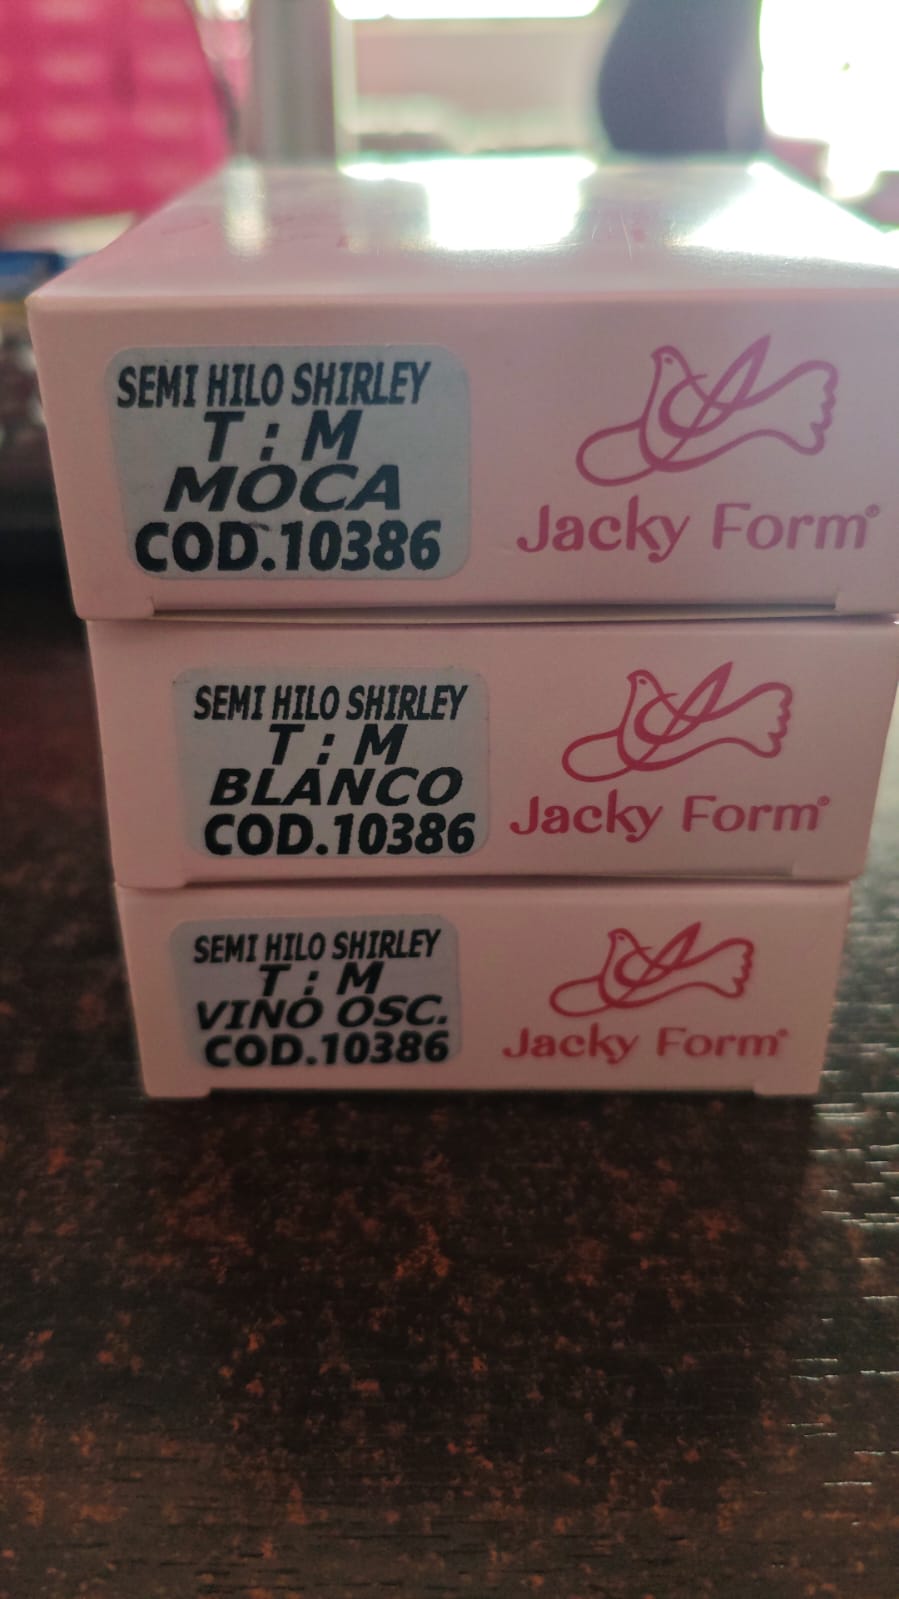 SEMI HILO SHIRLEY
T : M
MOCA
COD.10386
Jacky Form®
SEMI HILO SHIRLEY
T : M
BLANCO
COD.10386
Jacky Form®
SEMI HILO SHIRLEY
T : M
VINO OSC.
COD.10386
Jacky Form®